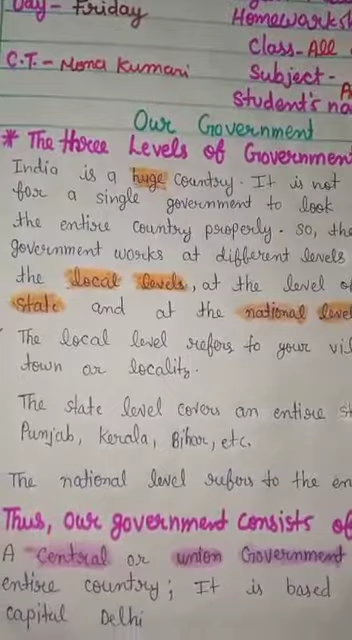 Day- Friday
Homeworksh
Class- All
C.T.- Mona Kumari
Subject-
Student's na
Our Government
* The three Levels of Government
India is a huge country. It is not
for a single government to look
the entire country properly. So, the
government works at different levels
the local levels, at the level of
state and at the national level
The local level refers to your vil
town or locality.
The state level covers an entire st
Punjab, Kerala, Bihar, etc.
The national level refers to the en
Thus, our government consists of
A central or union Government
entire country; It is based
capital Delhi